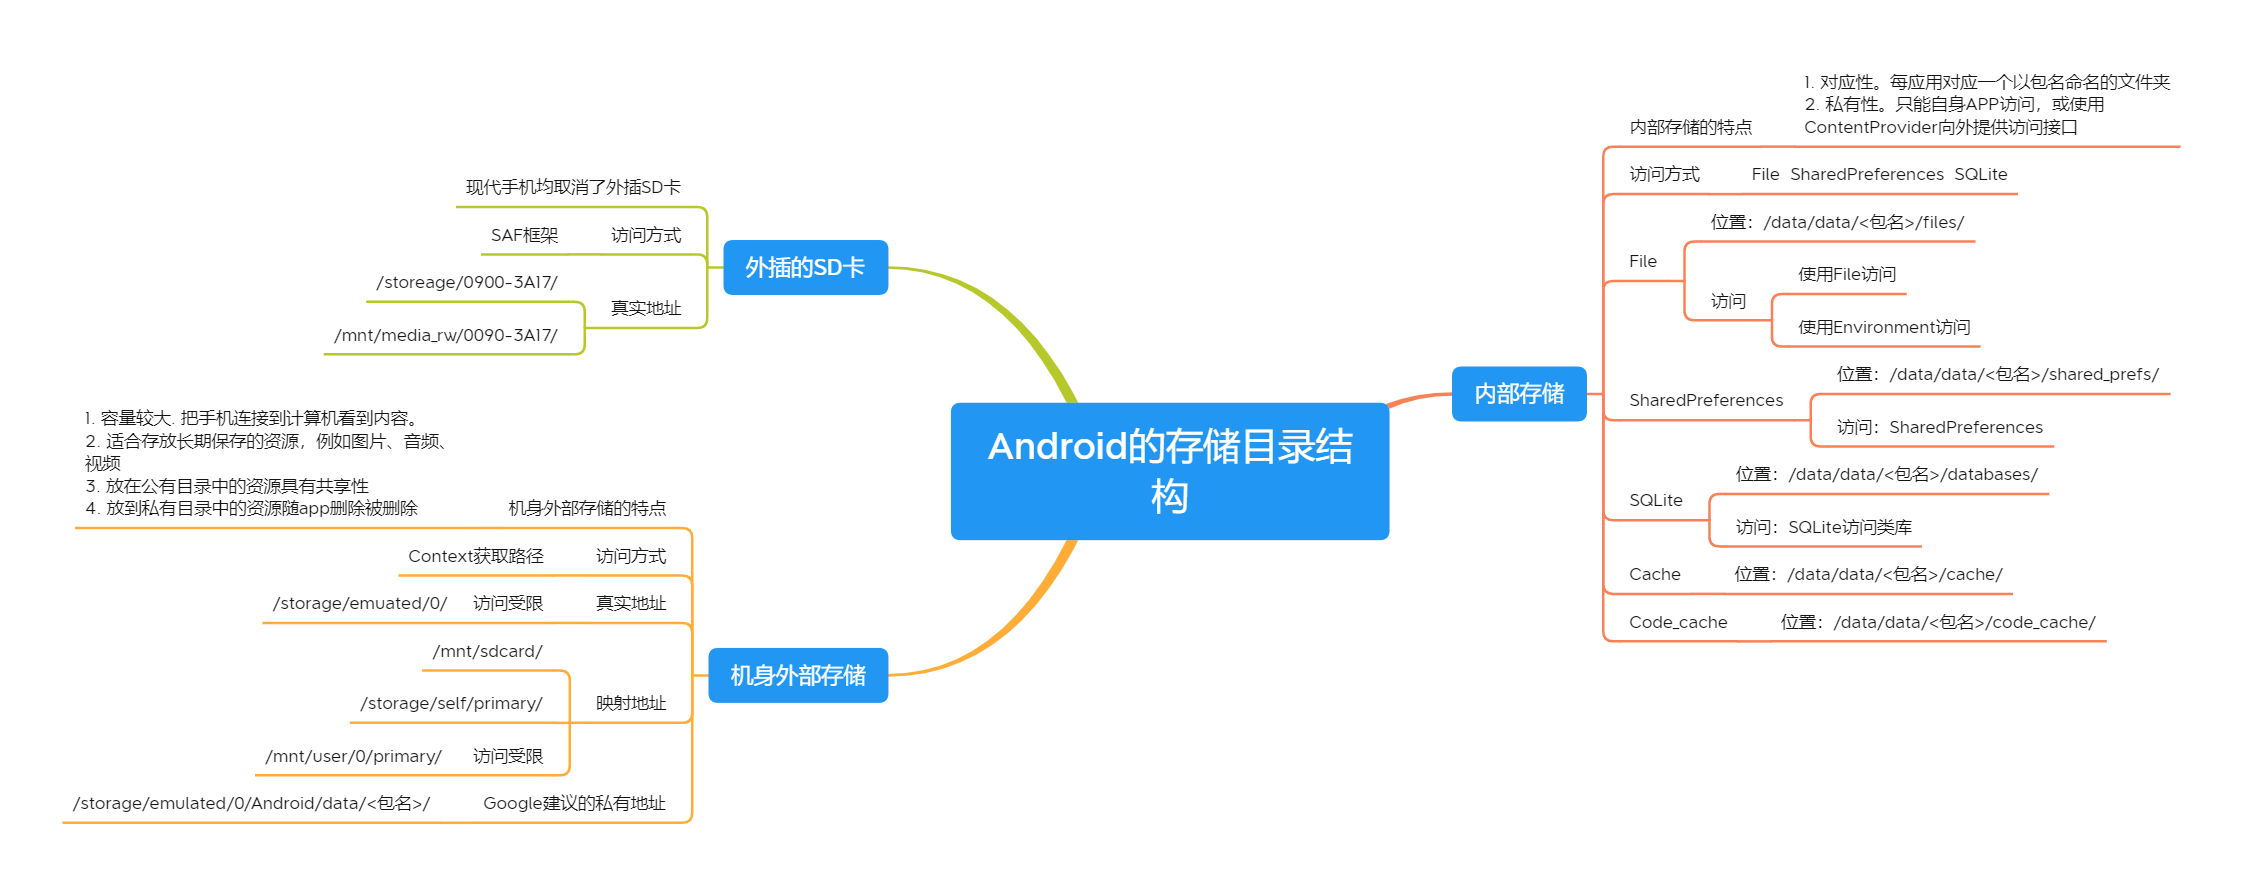 Android的存储目录结
构
内部存储
内部存储的特点
1. 对应性。每应用对应一个以包名命名的文件夹
2. 私有性。只能自身APP访问，或使用
ContentProvider向外提供访问接口
访问方式
File  SharedPreferences  SQLite
File
位置：/data/data/<包名>/files/
访问
使用File访问
使用Environment访问
SharedPreferences
位置：/data/data/<包名>/shared_prefs/
访问：SharedPreferences
SQLite
位置：/data/data/<包名>/databases/
访问：SQLite访问类库
Cache
位置：/data/data/<包名>/cache/
Code_cache
位置：/data/data/<包名>/code_cache/
外插的SD卡
现代手机均取消了外插SD卡
访问方式
SAF框架
真实地址
/storeage/0900-3A17/
/mnt/media_rw/0090-3A17/
机身外部存储
机身外部存储的特点
1. 容量较大. 把手机连接到计算机看到内容。
2. 适合存放长期保存的资源，例如图片、音频、
视频
3. 放在公有目录中的资源具有共享性
4. 放到私有目录中的资源随app删除被删除
访问方式
Context获取路径
真实地址
访问受限
/storage/emuated/0/
映射地址
/mnt/sdcard/
/storage/self/primary/
访问受限
/mnt/user/0/primary/
Google建议的私有地址
/storage/emulated/0/Android/data/<包名>/